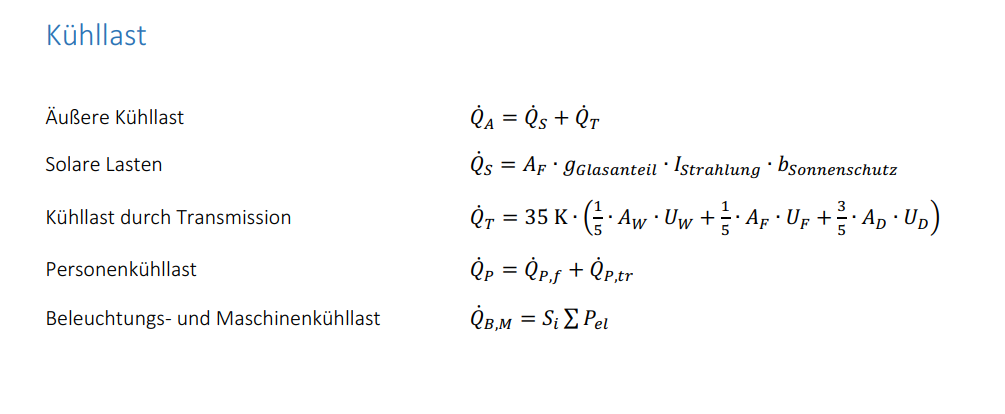 Kühllast
Äußere Kühllast Q̇_A = Q̇_S + Q̇_T
Solare Lasten Q̇_S = A_F · g_Glasanteil · I_Strahlung · b_Sonnenschutz
Kühllast durch Transmission Q̇_T = 35 K · (1/5 · A_W · U_W + 1/5 · A_F · U_F + 3/5 · A_D · U_D)
Personenkühllast Q̇_P = Q̇_P,f + Q̇_P,tr
Beleuchtungs- und Maschinenkühllast Q̇_B,M = S_i ∑ P_el